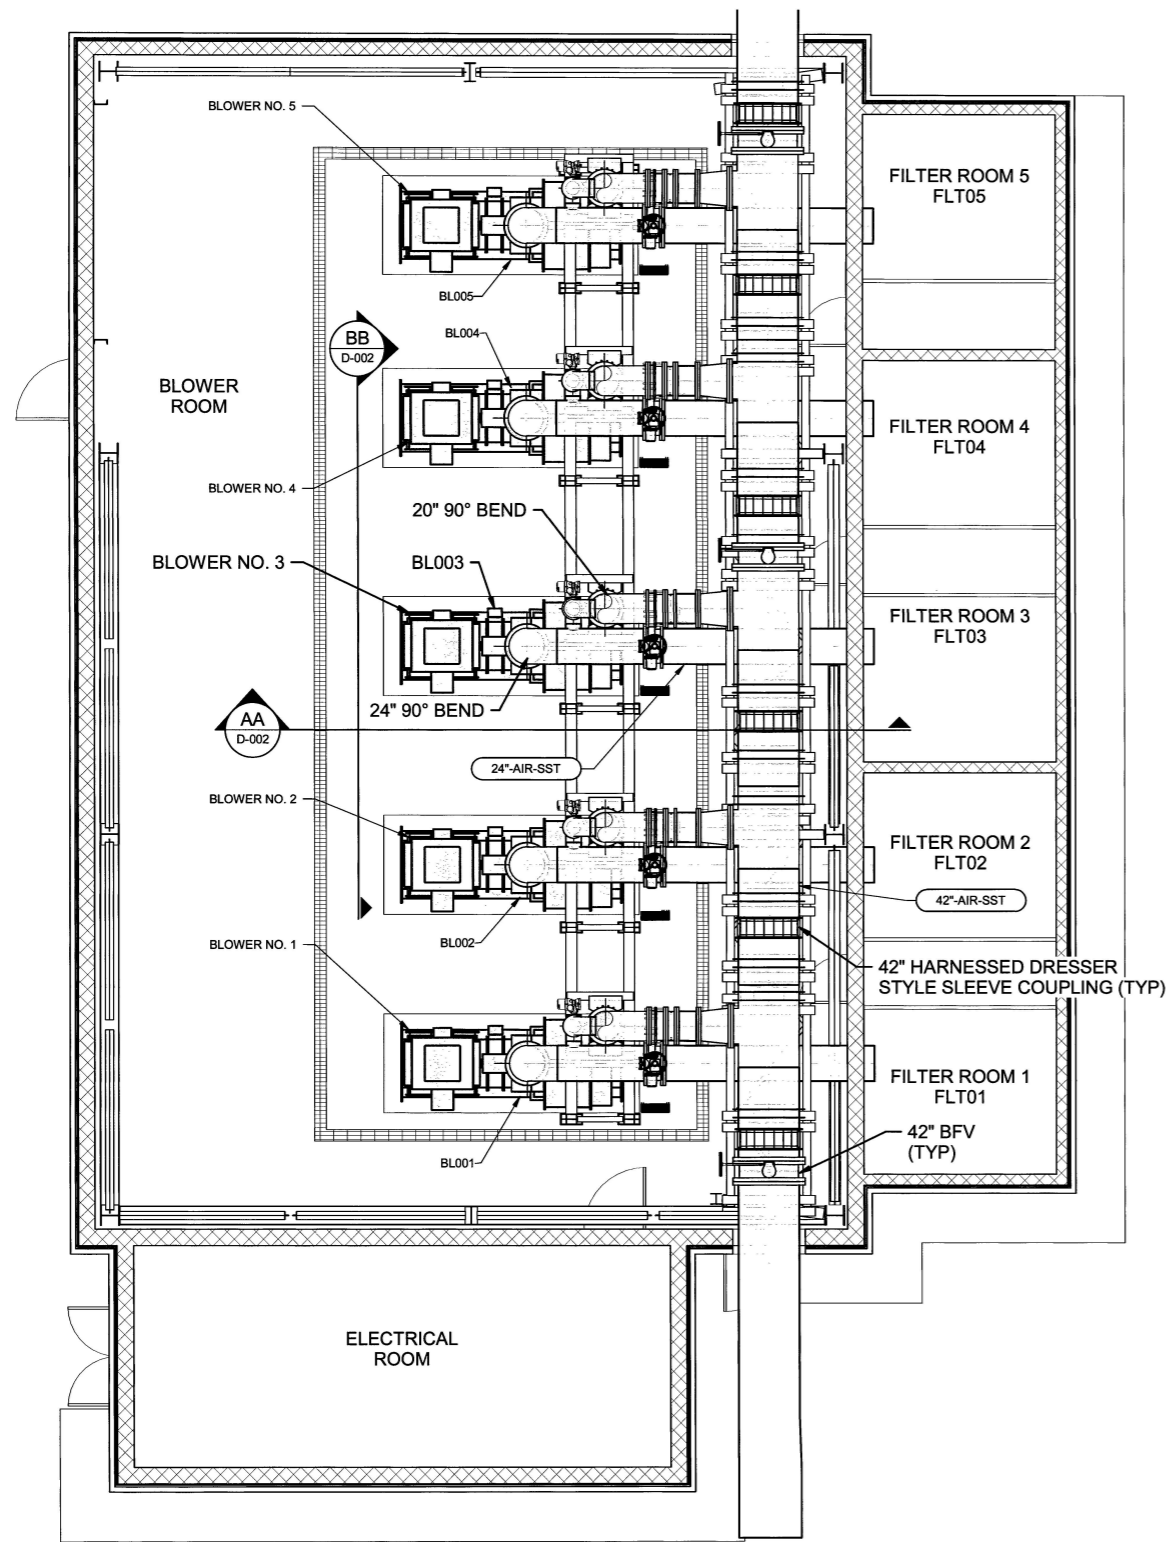 BLOWER NO. 5
FILTER ROOM 5
FLT05
BL005
BB
D-002
BL004
BLOWER
ROOM
FILTER ROOM 4
FLT04
BLOWER NO. 4
20" 90° BEND
BLOWER NO. 3
BL003
FILTER ROOM 3
FLT03
24" 90° BEND
AA
D-002
24"-AIR-SST
BLOWER NO. 2
FILTER ROOM 2
FLT02
42"-AIR-SST
BL002
BLOWER NO. 1
42" HARNESSED DRESSER
STYLE SLEEVE COUPLING (TYP)
FILTER ROOM 1
FLT01
42" BFV
(TYP)
BL001
ELECTRICAL
ROOM